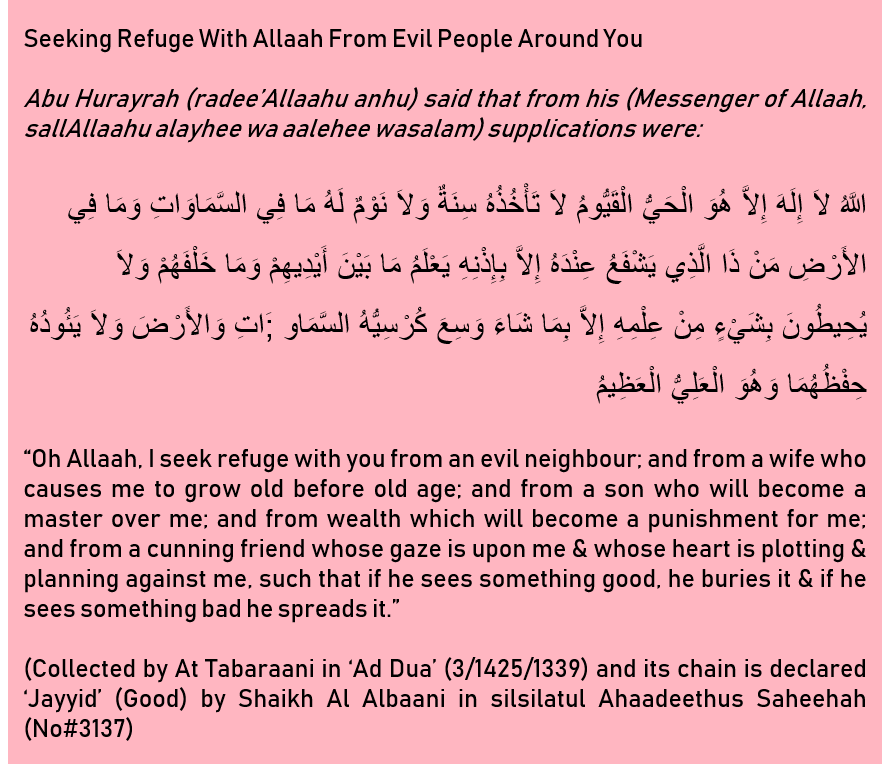 Seeking Refuge With Allaah From Evil People Around You
Abu Hurayrah (radee'Allaahu anhu) said that from his (Messenger of Allaah,
sallAllaahu alayhee wa aalehee wasalam) supplications were:
اللَّهُ لاَ إِلَهَ إِلاَّ هُوَ الْحَيُّ الْقَيُّومُ لاَ تَأْخُذُهُ سِنَةٌ وَلاَ نَوْمٌ لَهُ مَا فِي السَّمَاوَاتِ وَمَا فِي
الأَرْضِ مَنْ ذَا الَّذِي يَشْفَعُ عِنْدَهُ إِلاَّ بِإِذْنِهِ يَعْلَمُ مَا بَيْنَ أَيْدِيهِمْ وَمَا خَلْفَهُمْ وَلاَ
يُحِيطُونَ بِشَيْءٍ مِنْ عِلْمِهِ إِلاَّ بِمَا شَاءَ وَسِعَ كُرْسِيُّهُ السَّمَاو ;َاتِ وَالأَرْضَ وَلاَ يَئُودُهُ
حِفْظُهُمَا وَهُوَ الْعَلِيُّ الْعَظِيمُ
“Oh Allaah, I seek refuge with you from an evil neighbour; and from a wife who
causes me to grow old before old age; and from a son who will become a
master over me; and from wealth which will become a punishment for me;
and from a cunning friend whose gaze is upon me & whose heart is plotting &
planning against me, such that if he sees something good, he buries it & if he
sees something bad he spreads it.”
(Collected by At Tabaraani in ‘Ad Dua’ (3/1425/1339) and its chain is declared
‘Jayyid’ (Good) by Shaikh Al Albaani in silsilatul Ahaadeethus Saheehah
(No#3137)